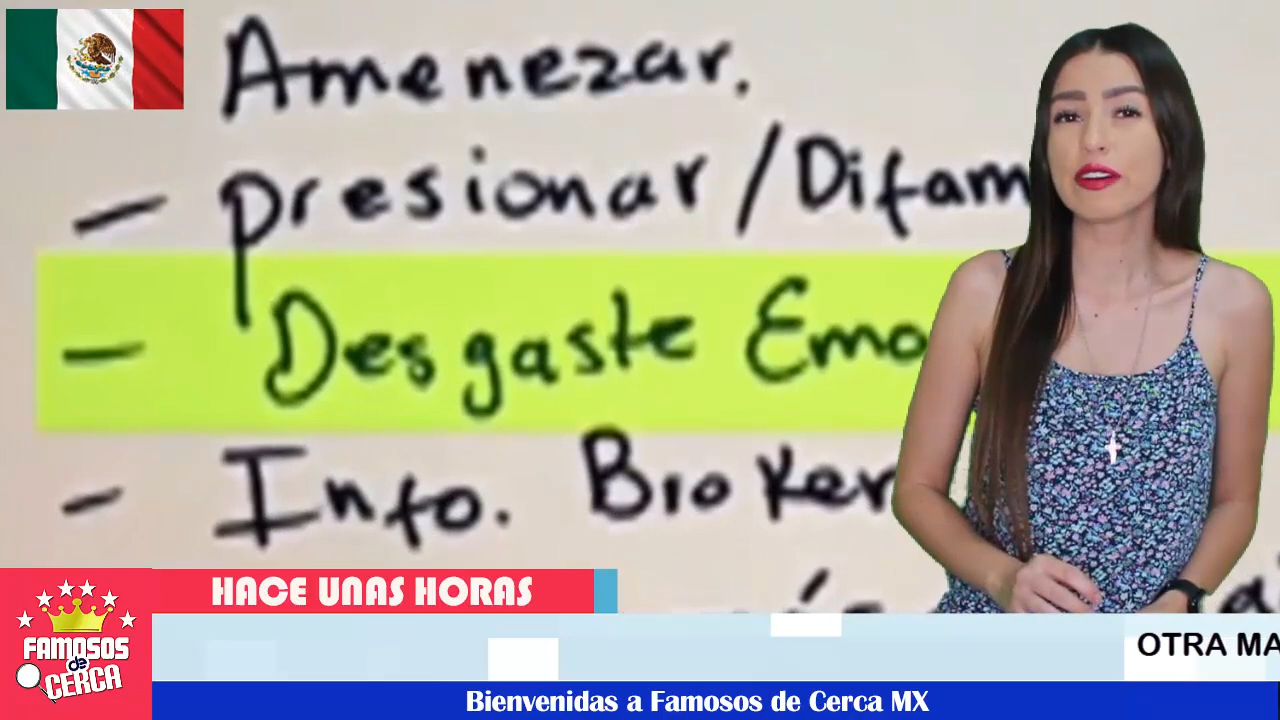 Amenezar.
- presionar/Difam
- Desgaste Emo
- Info. Broker
HACE UNAS HORAS
FAMOSOS
de
CERCA
OTRA MA
Bienvenidas a Famosos de Cerca MX